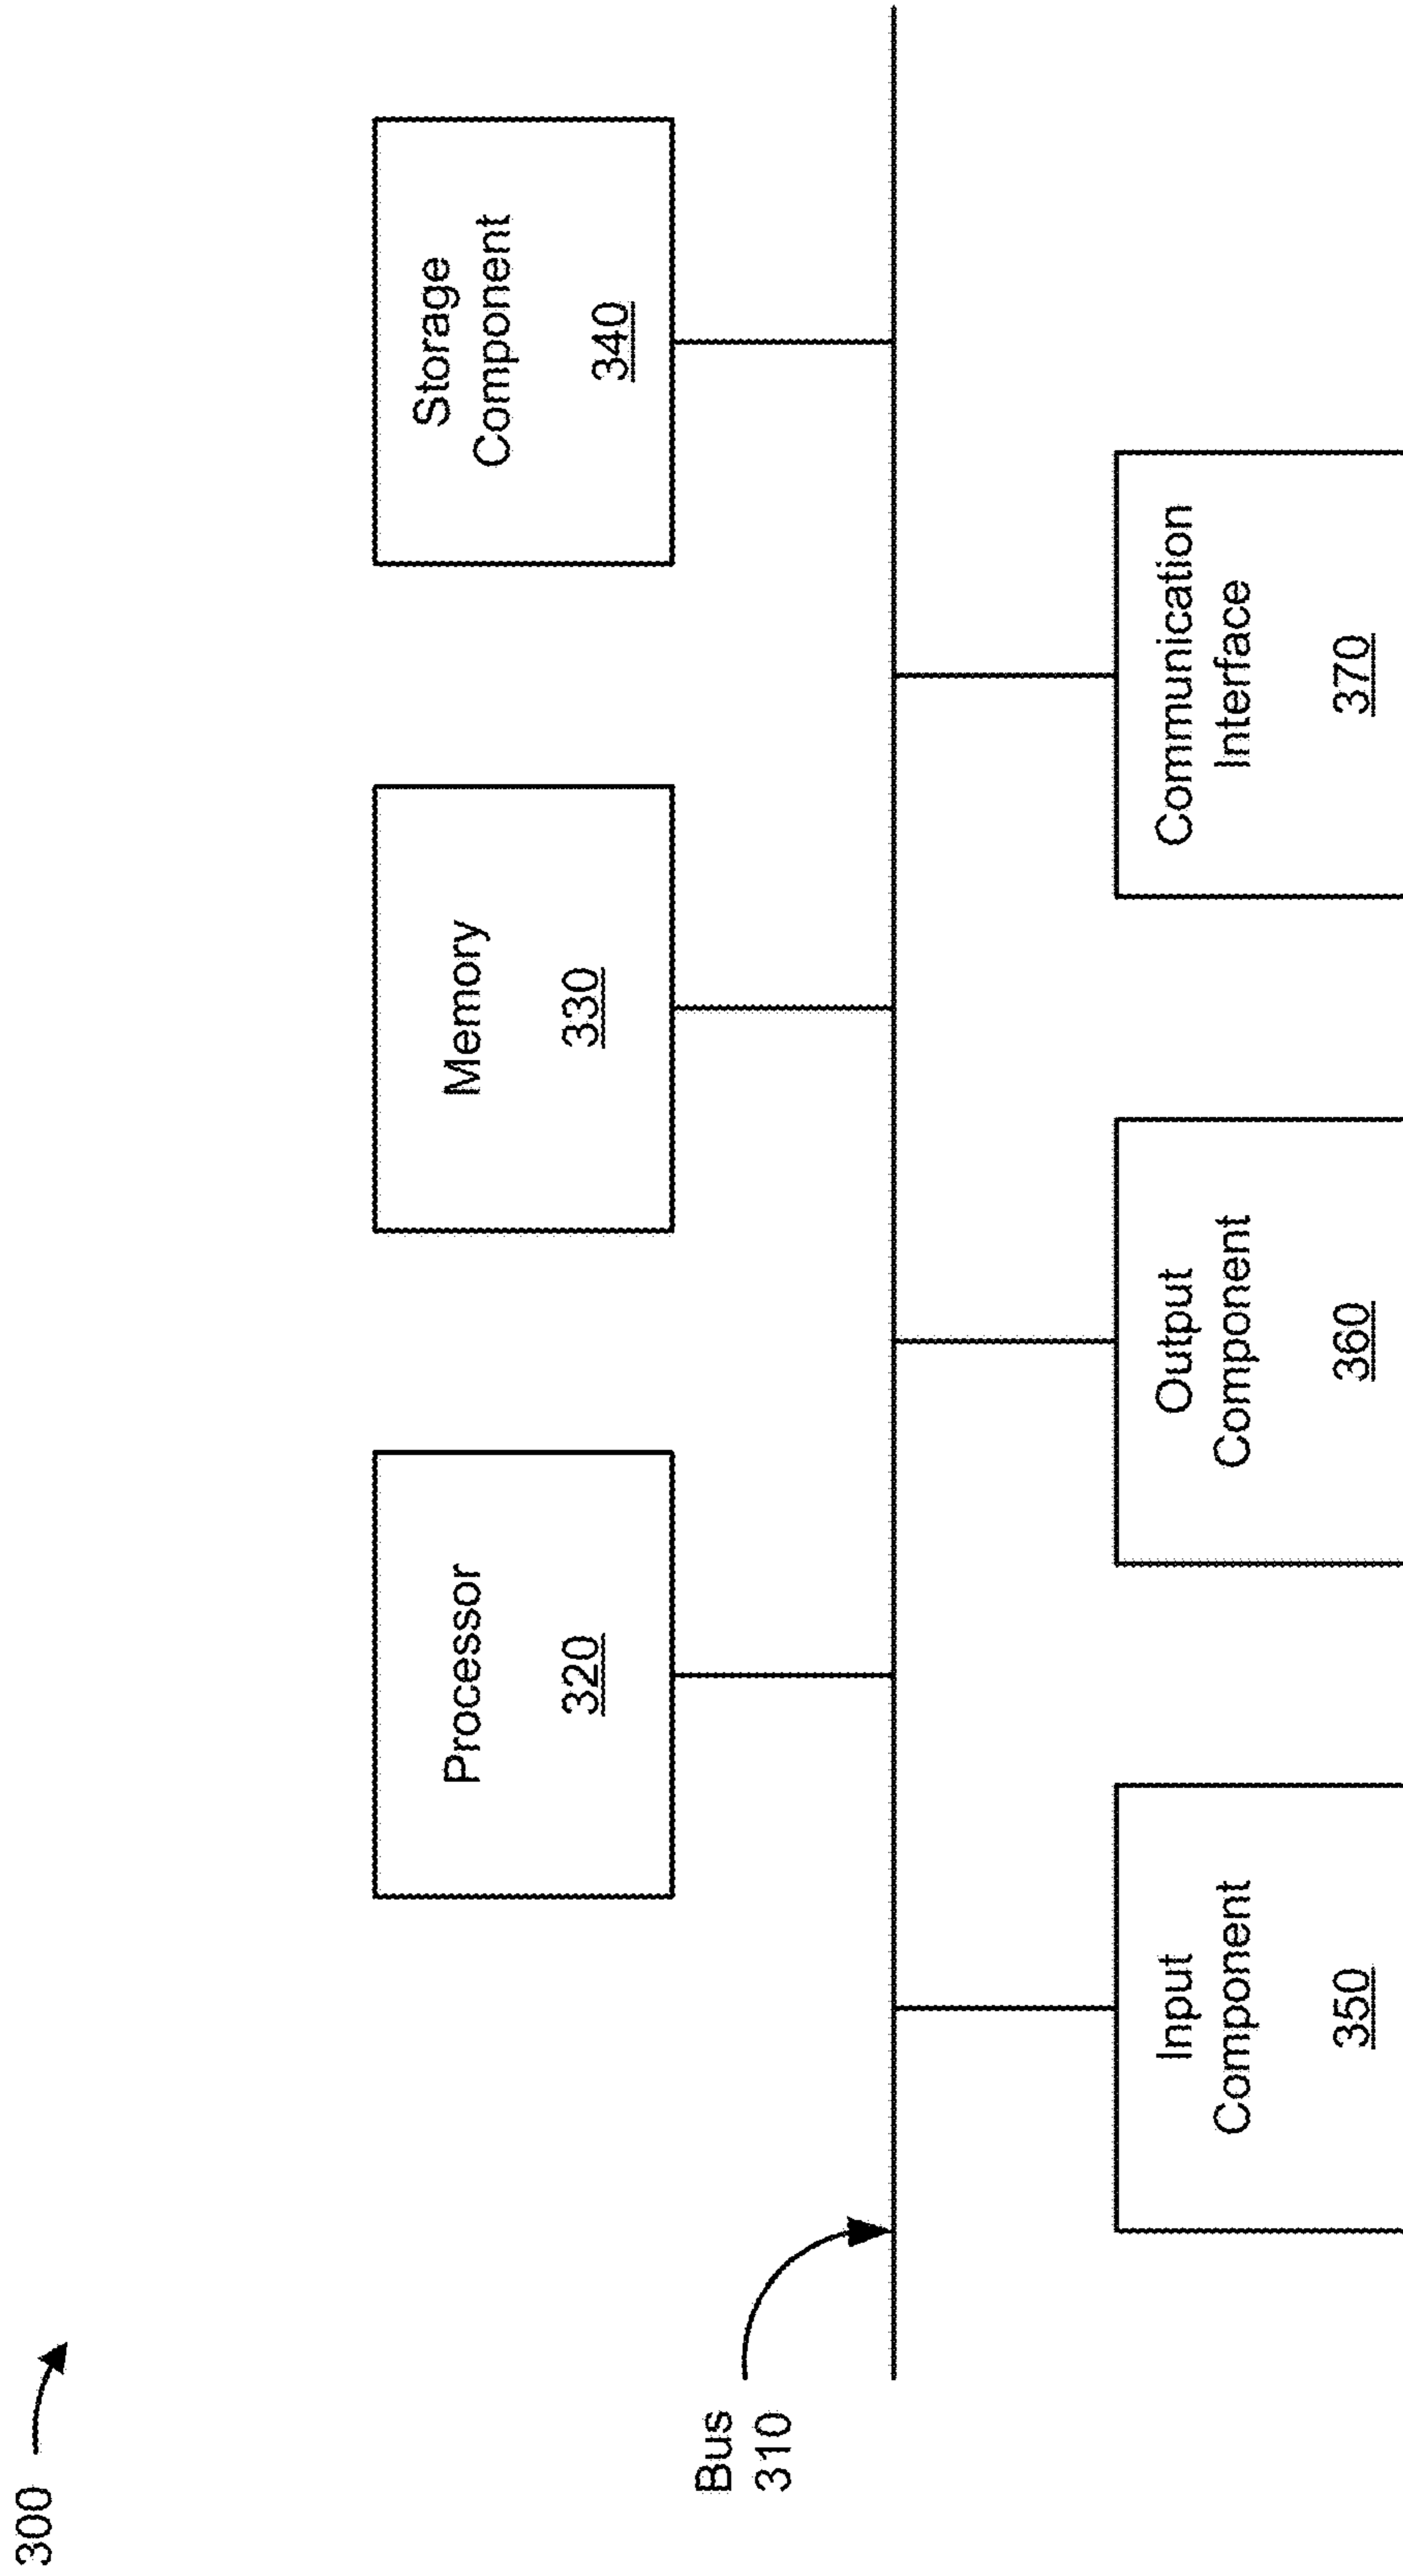 300
Bus
310
Processor
320
Memory
330
Storage
Component
340
Input
Component
350
Output
Component
360
Communication
Interface
370